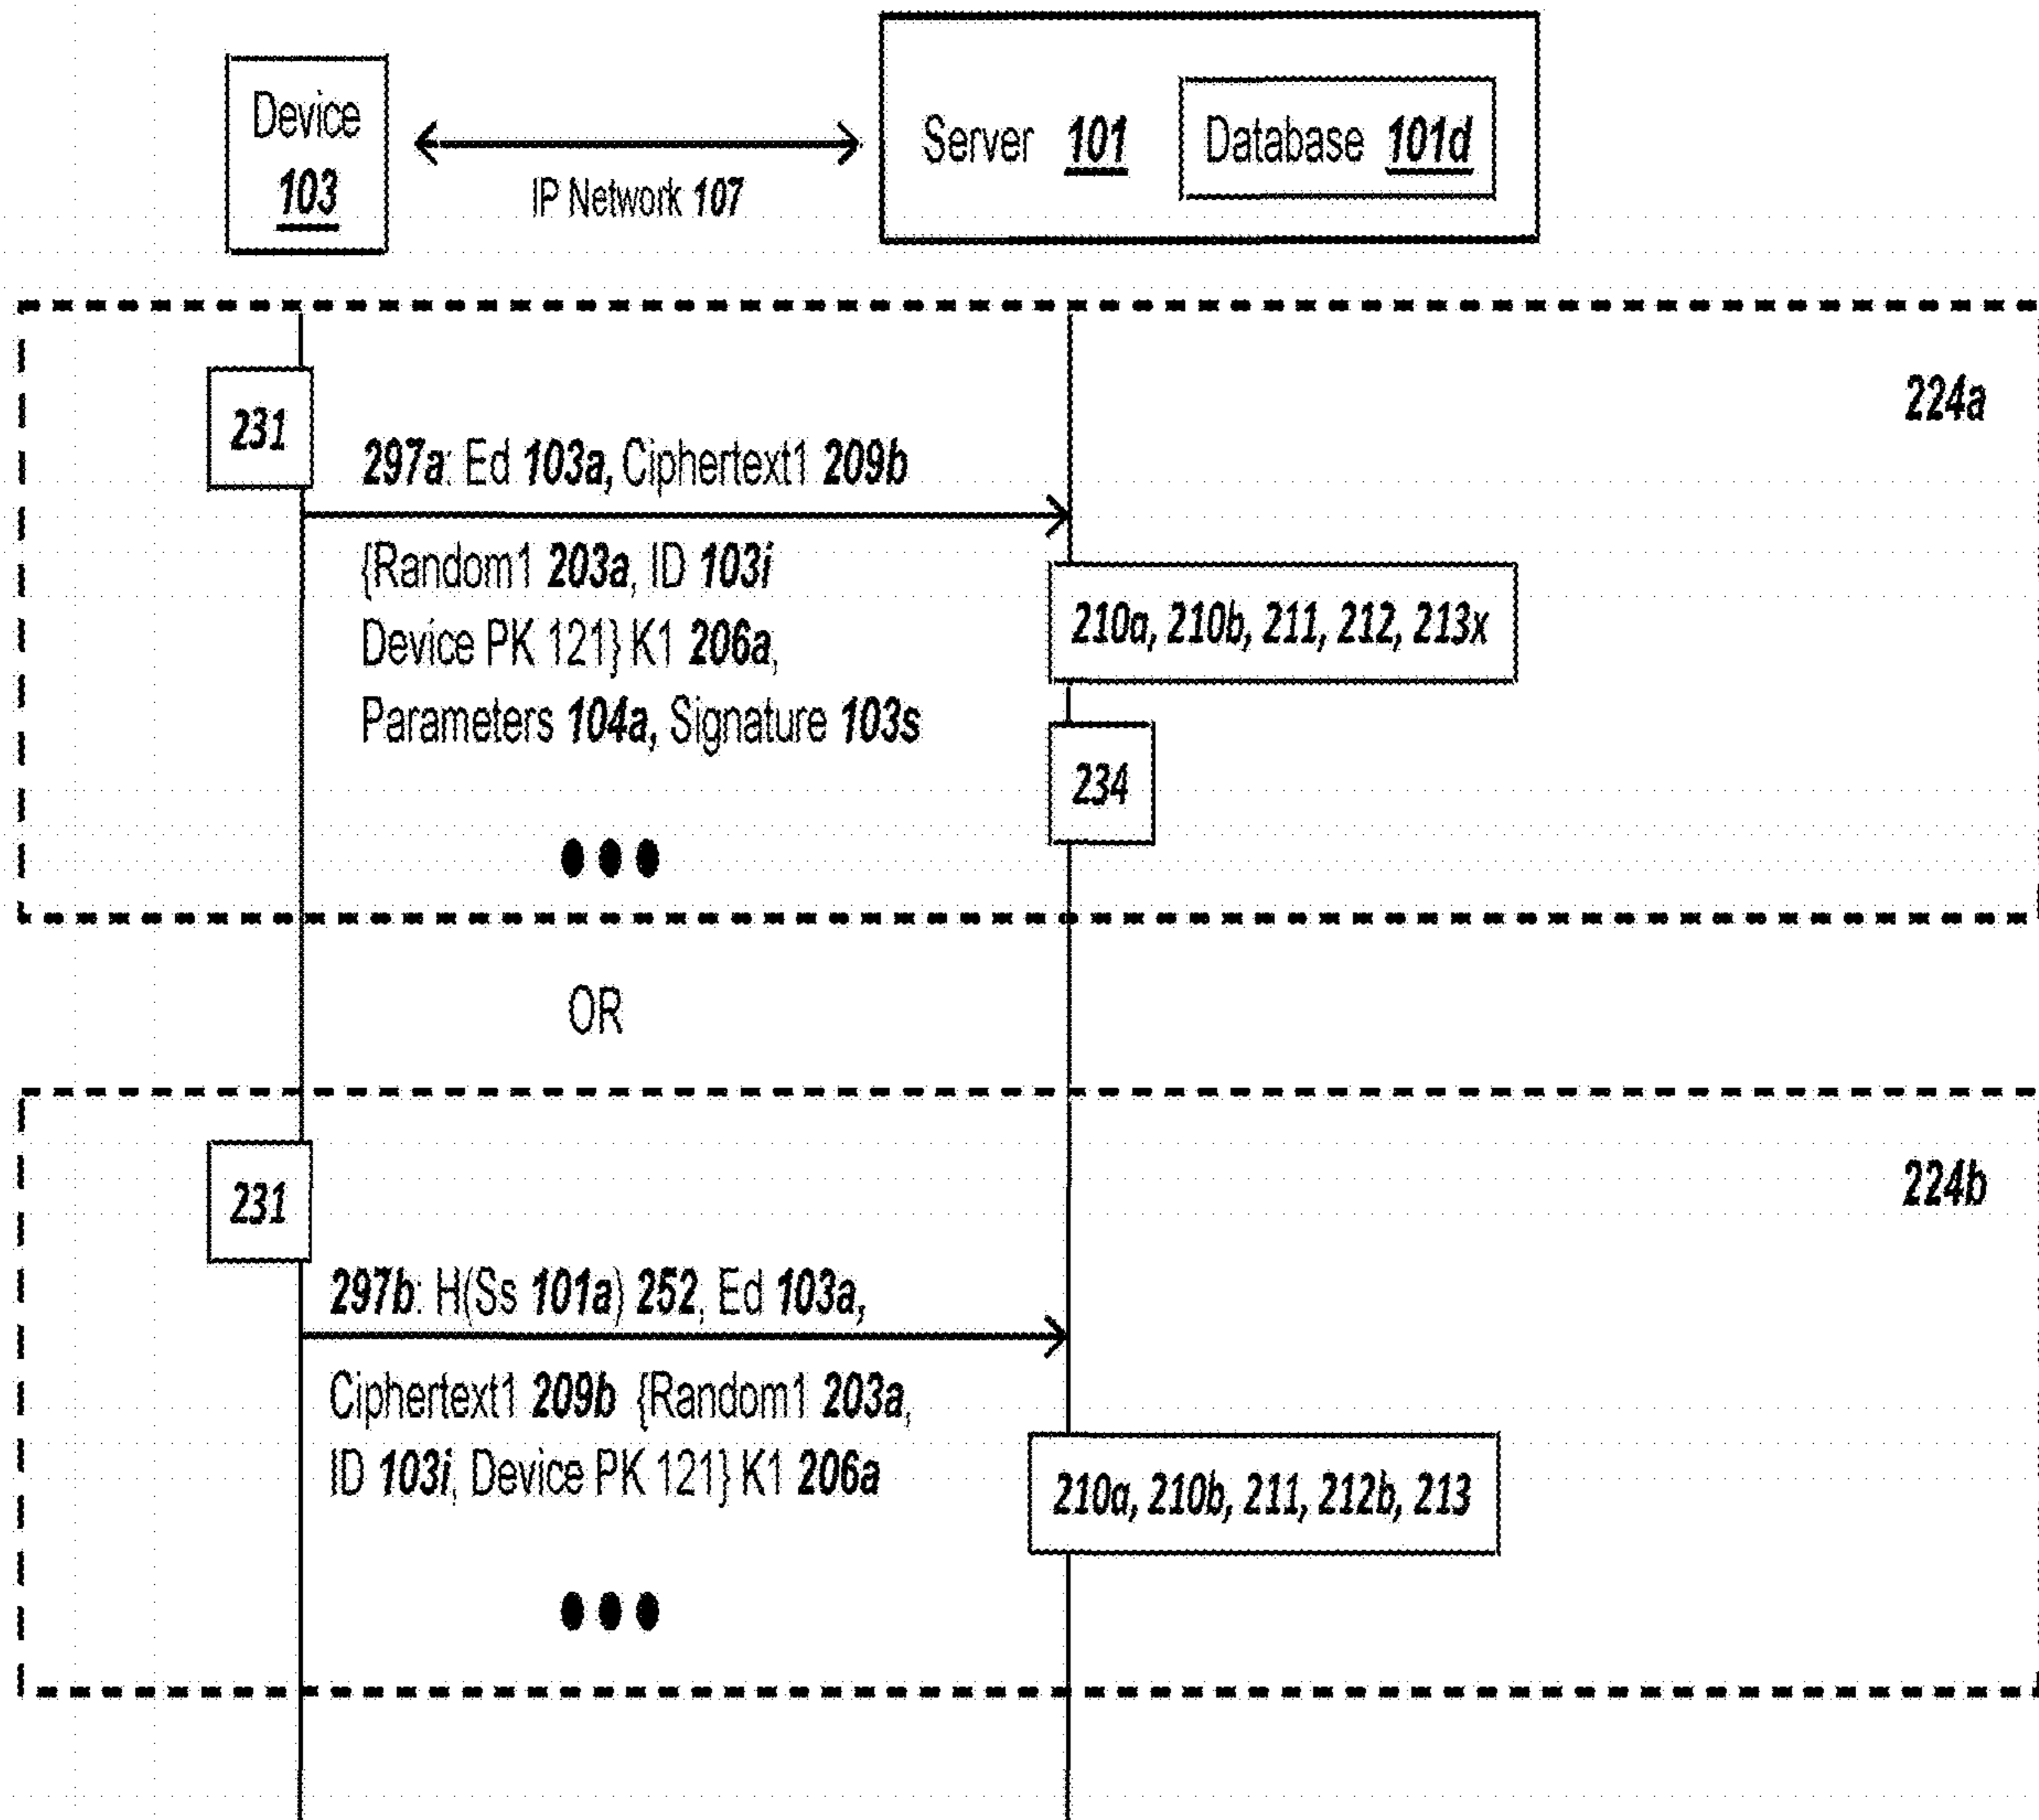 Device
103
IP Network 107
Server 101
Database 101d
224a
231
297a: Ed 103a, Ciphertext1 209b
{Random1 203a, ID 103i
Device PK 121} K1 206a,
Parameters 104a, Signature 103s
210a, 210b, 211, 212, 213x
234
OR
224b
231
297b: H(Ss 101a) 252, Ed 103a,
Ciphertext1 209b {Random1 203a,
ID 103i, Device PK 121} K1 206a
210a, 210b, 211, 212b, 213